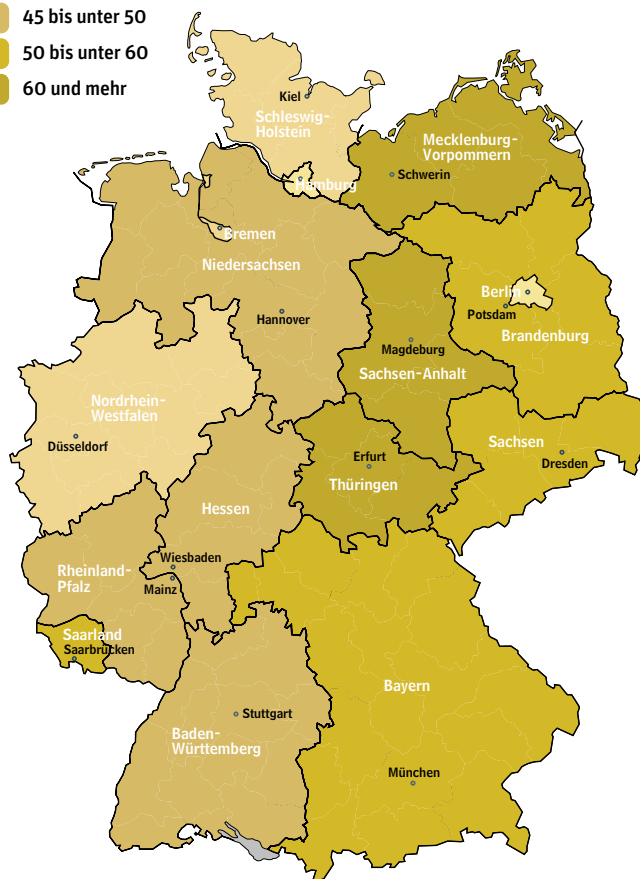 45 bis unter 50
50 bis unter 60
60 und mehr
Kiel
Schleswig-
Holstein
Mecklenburg-
Vorpommern
Schwerin
Hamburg
Bremen
Niedersachsen
Berlin
Potsdam
Brandenburg
Hannover
Magdeburg
Sachsen-Anhalt
Nordrhein-
Westfalen
Düsseldorf
Sachsen
Dresden
Erfurt
Thüringen
Hessen
Wiesbaden
Rheinland-
Pfalz
Mainz
Saarland
Saarbrücken
Bayern
Stuttgart
Baden-
Württemberg
München